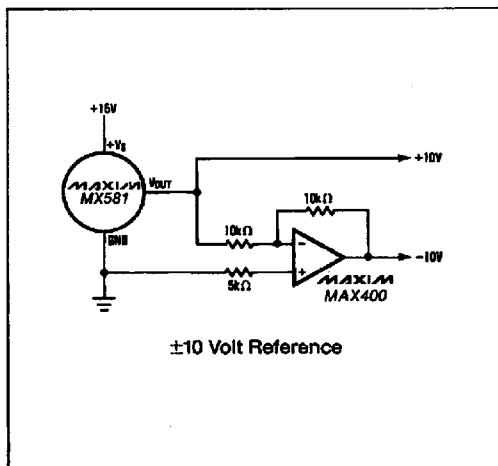 +15V
+VS
MAXIM
MX581
VOUT
GND
+10V
10kΩ
10kΩ
-
+
5kΩ
-10V
MAXIM
MAX400
±10 Volt Reference